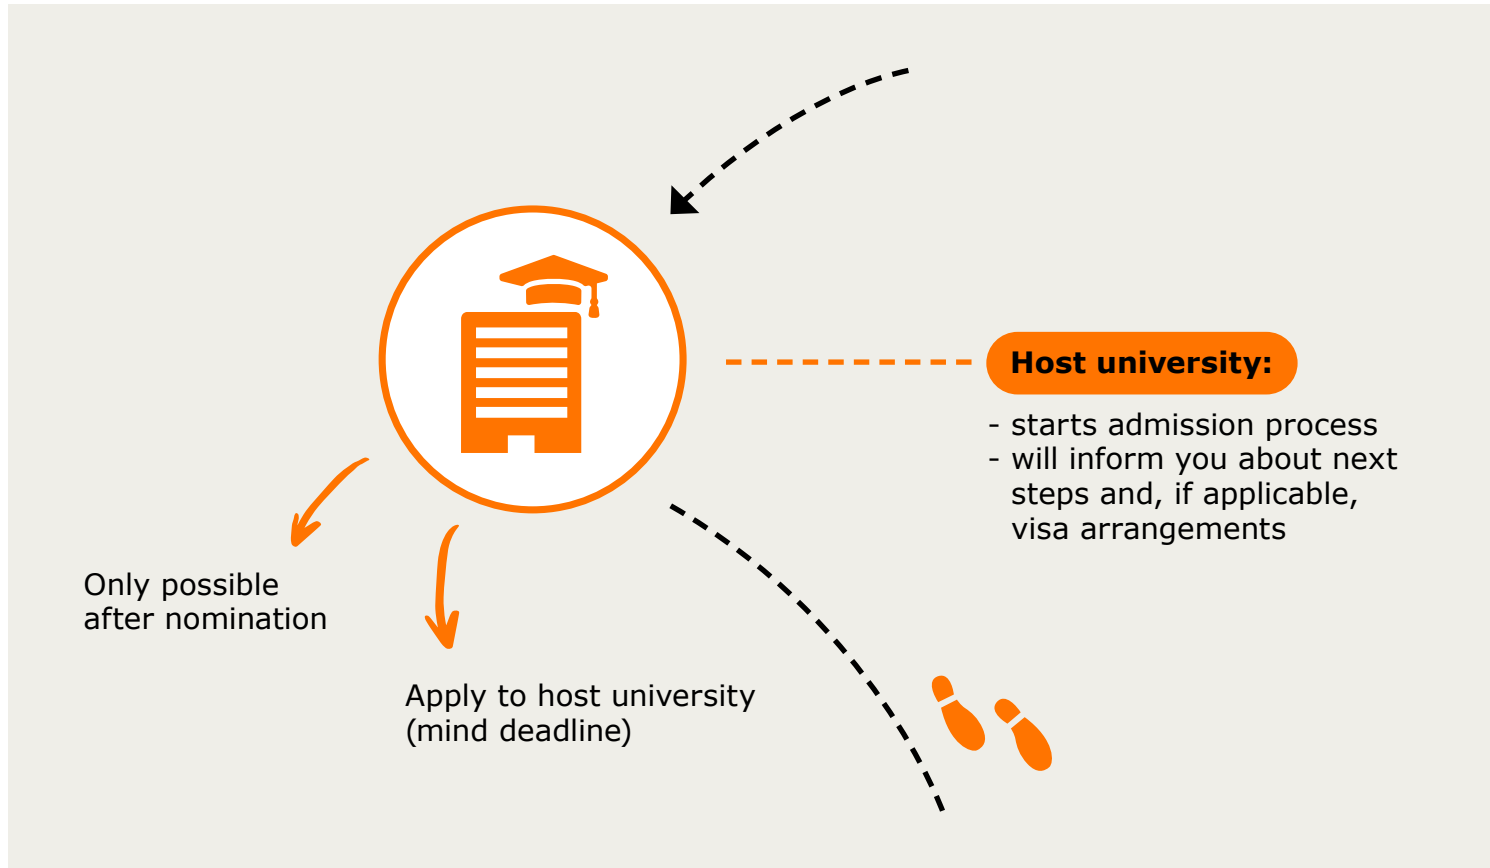 Host university:
- starts admission process
- will inform you about next
steps and, if applicable,
visa arrangements
Only possible
after nomination
Apply to host university
(mind deadline)